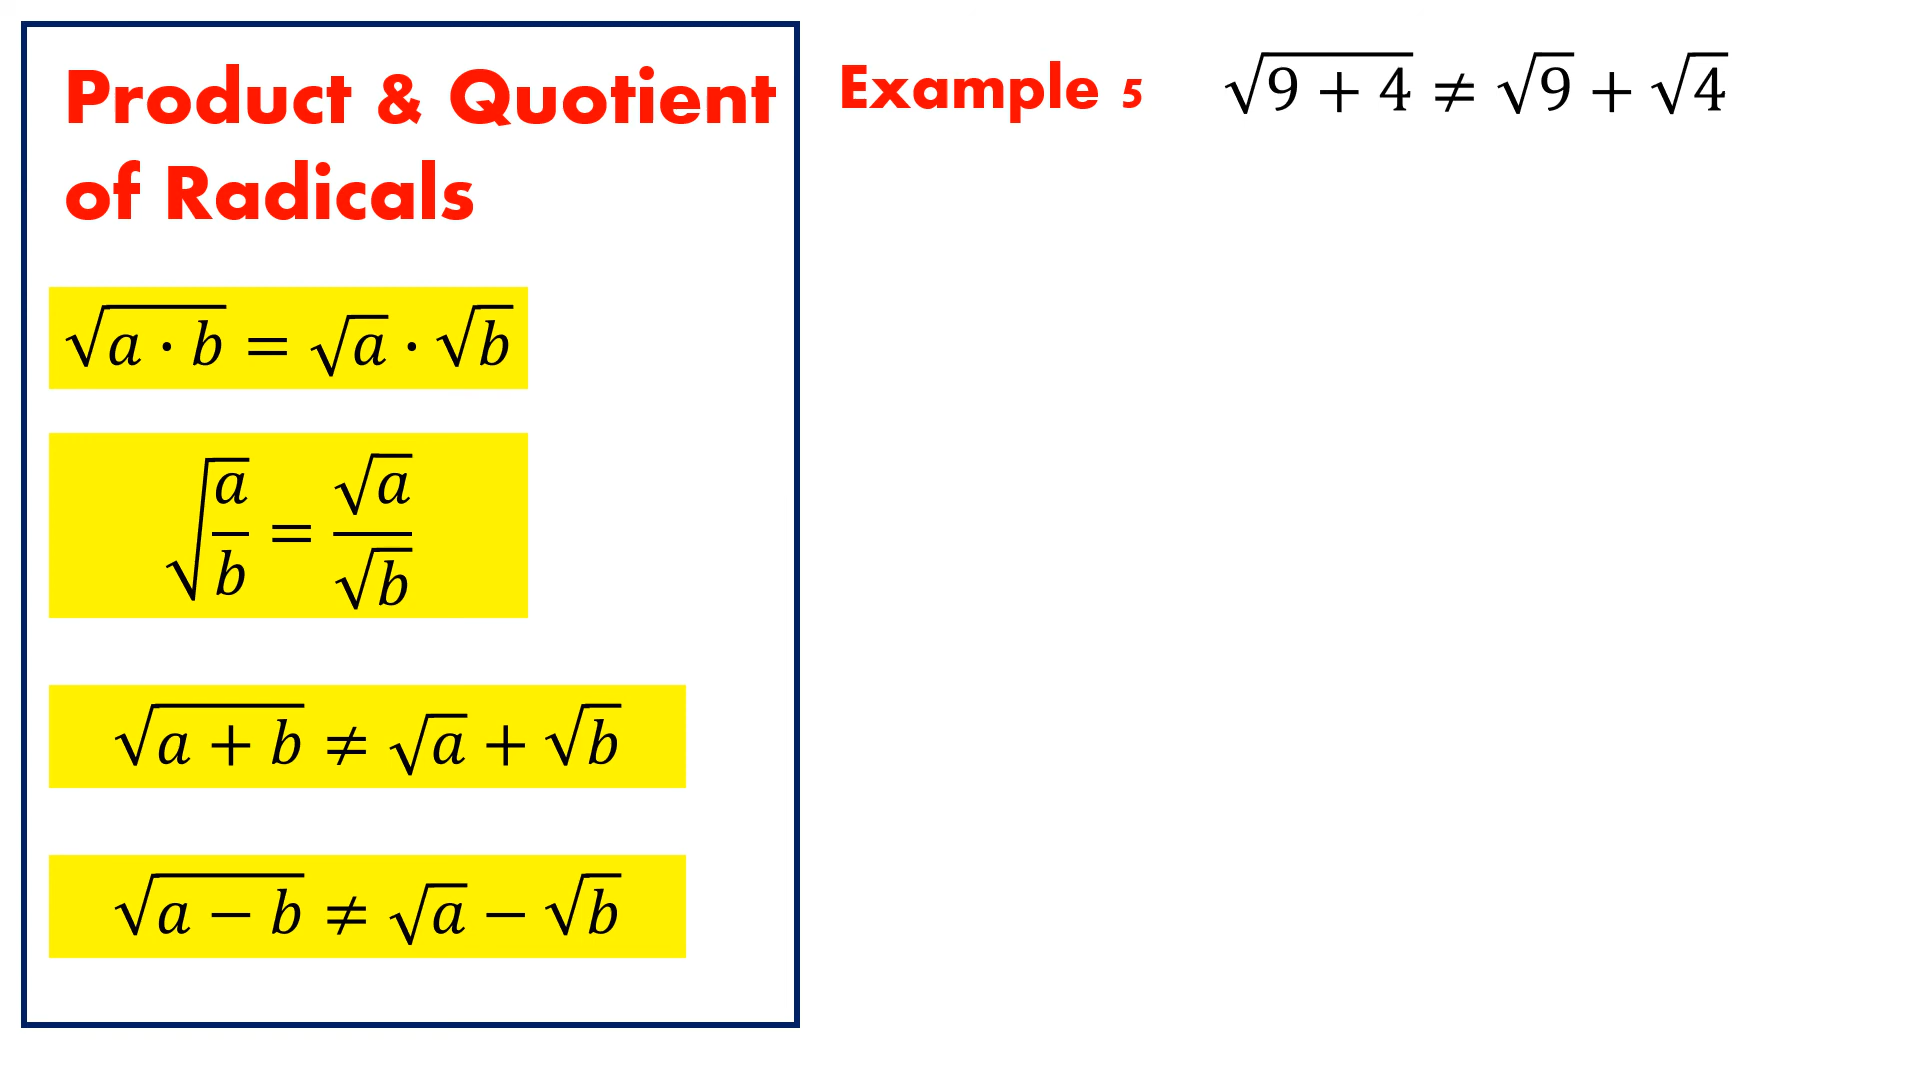 Product & Quotient
of Radicals
√(a · b) = √a · √b
√(a/b) = √a/√b
√(a + b) ≠ √a + √b
√(a − b) ≠ √a − √b
Example 5 √(9 + 4) ≠ √9 + √4